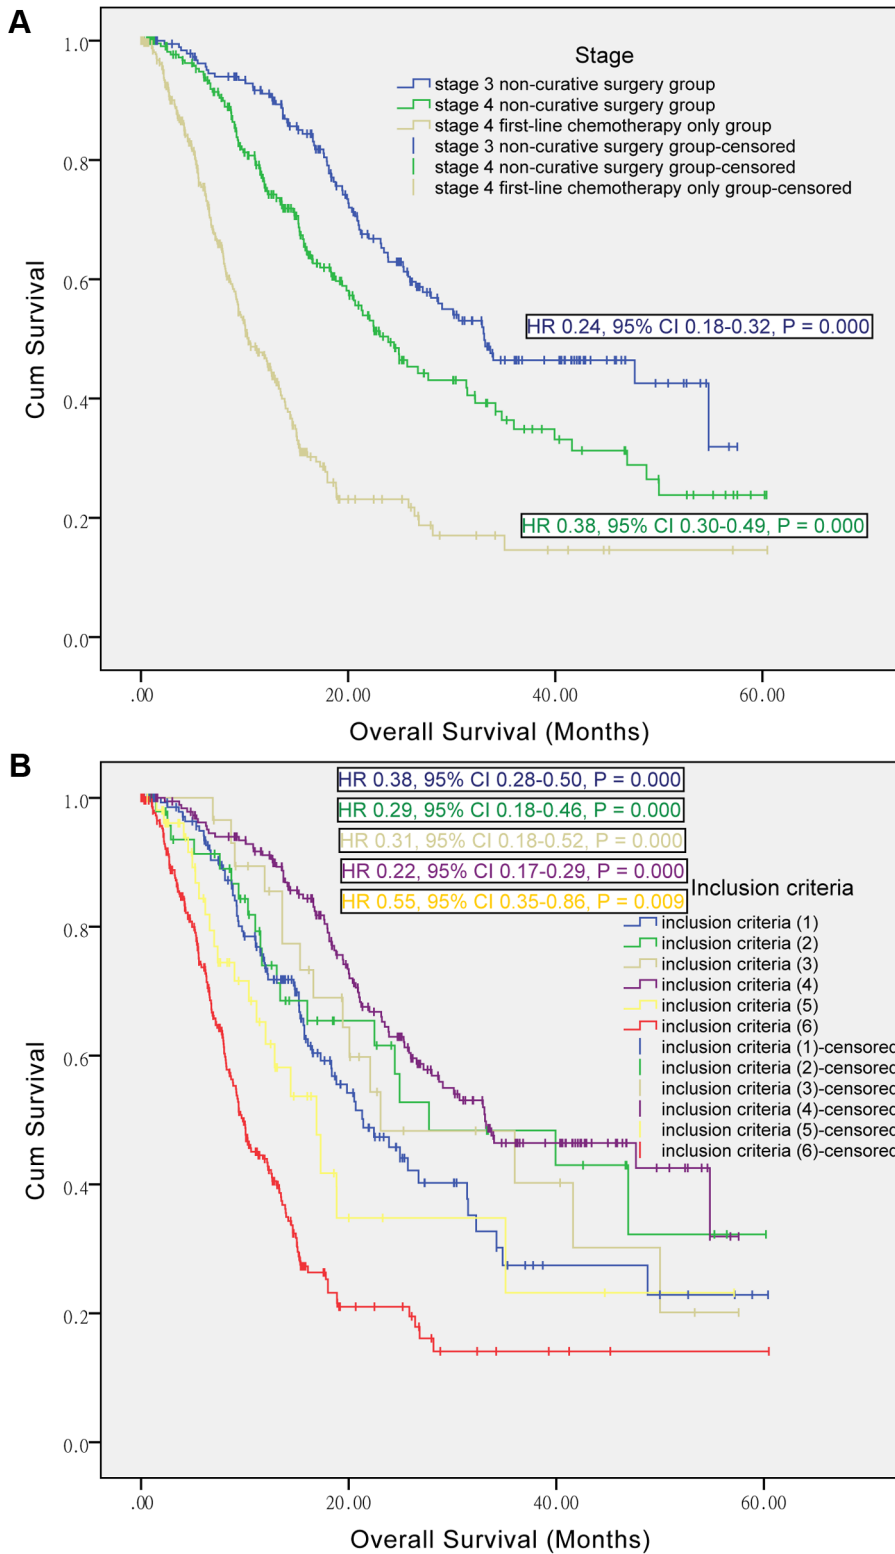 A
1.0
0.8
0.6
0.4
0.2
0.0
Cum Survival
Stage
stage 3 non-curative surgery group
stage 4 non-curative surgery group
stage 4 first-line chemotherapy only group
stage 3 non-curative surgery group-censored
stage 4 non-curative surgery group-censored
stage 4 first-line chemotherapy only group-censored
HR 0.24, 95% CI 0.18-0.32, P = 0.000
HR 0.38, 95% CI 0.30-0.49, P = 0.000
.00 20.00 40.00 60.00
Overall Survival (Months)
B
1.0
0.8
0.6
0.4
0.2
0.0
Cum Survival
HR 0.38, 95% CI 0.28-0.50, P = 0.000
HR 0.29, 95% CI 0.18-0.46, P = 0.000
HR 0.31, 95% CI 0.18-0.52, P = 0.000
HR 0.22, 95% CI 0.17-0.29, P = 0.000
HR 0.55, 95% CI 0.35-0.86, P = 0.009
Inclusion criteria
inclusion criteria (1)
inclusion criteria (2)
inclusion criteria (3)
inclusion criteria (4)
inclusion criteria (5)
inclusion criteria (6)
inclusion criteria (1)-censored
inclusion criteria (2)-censored
inclusion criteria (3)-censored
inclusion criteria (4)-censored
inclusion criteria (5)-censored
inclusion criteria (6)-censored
.00 20.00 40.00 60.00
Overall Survival (Months)